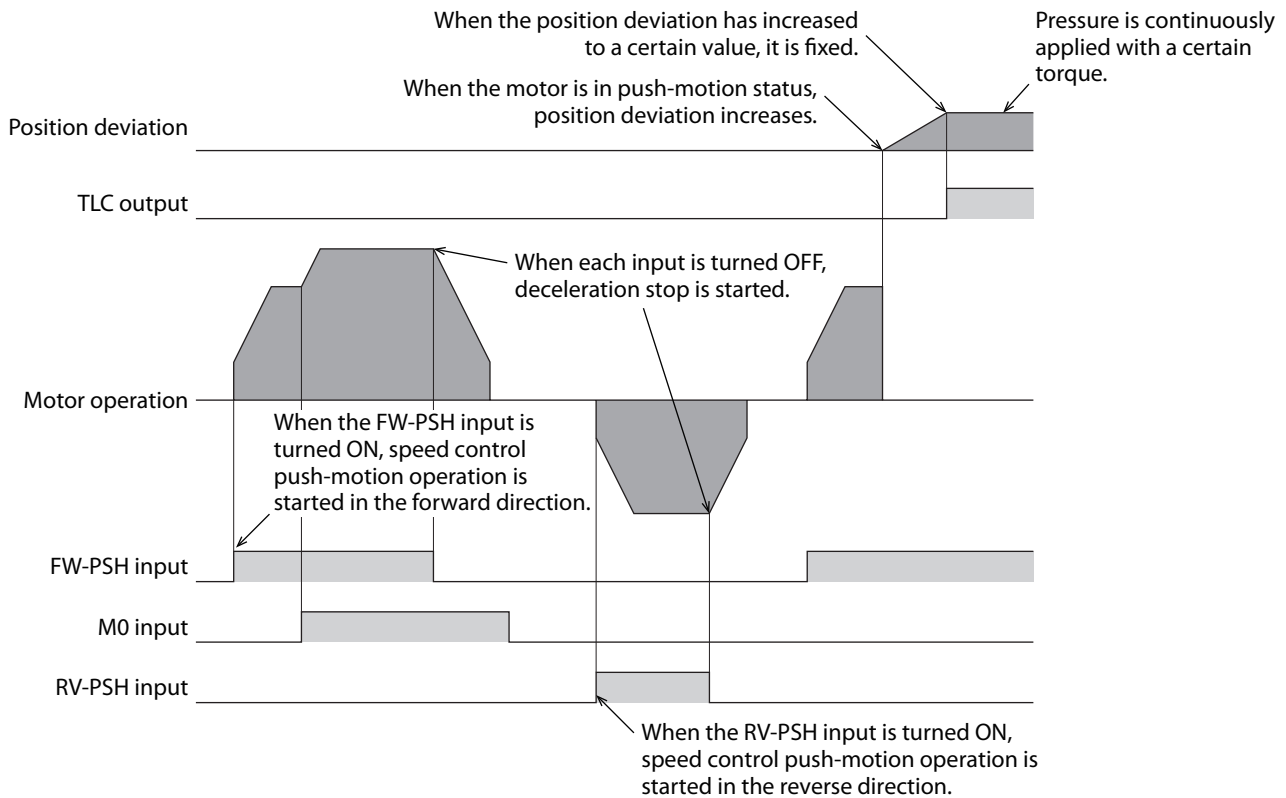 When the position deviation has increased
to a certain value, it is fixed.
Pressure is continuously
applied with a certain
torque.
When the motor is in push-motion status,
position deviation increases.
Position deviation
TLC output
When each input is turned OFF,
deceleration stop is started.
Motor operation
When the FW-PSH input is
turned ON, speed control
push-motion operation is
started in the forward direction.
FW-PSH input
M0 input
RV-PSH input
When the RV-PSH input is turned ON,
speed control push-motion operation is
started in the reverse direction.